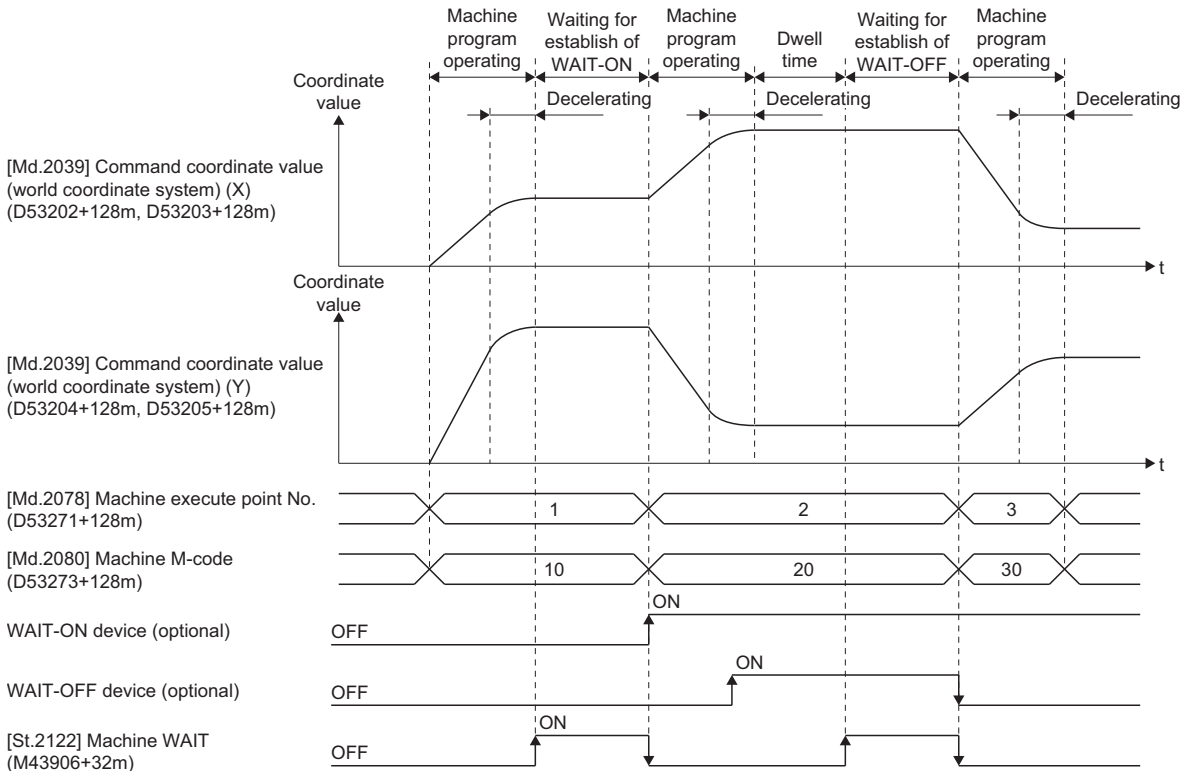 Machine
program
operating
Waiting for
establish of
WAIT-ON
Machine
program
operating
Dwell
time
Waiting for
establish of
WAIT-OFF
Machine
program
operating
Coordinate
value
Decelerating
Decelerating
Decelerating
[Md.2039] Command coordinate value
(world coordinate system) (X)
(D53202+128m, D53203+128m)
t
Coordinate
value
[Md.2039] Command coordinate value
(world coordinate system) (Y)
(D53204+128m, D53205+128m)
t
[Md.2078] Machine execute point No.
(D53271+128m)
1
2
3
[Md.2080] Machine M-code
(D53273+128m)
10
20
30
WAIT-ON device (optional)
OFF
ON
WAIT-OFF device (optional)
OFF
ON
[St.2122] Machine WAIT
(M43906+32m)
OFF
ON